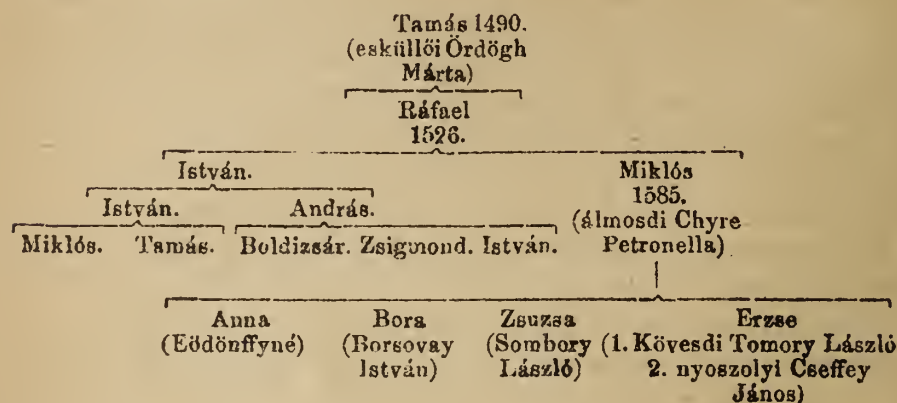 Tamás 1490.
(esküllői Ördögh
Márta)
Ráfael
1526.
István.
Miklós
1585.
(álmosdi Chyre
Petronella)
István. András.
Miklós. Tamás. Boldizsár. Zsigmond. István.
Anna
(Eödönffyné)
Bora
(Borsovay
István)
Zsuzsa
(Sombory
László)
Erzse
(1. Kövesdi Tomory László
2. nyoszolyi Cseffey
János)